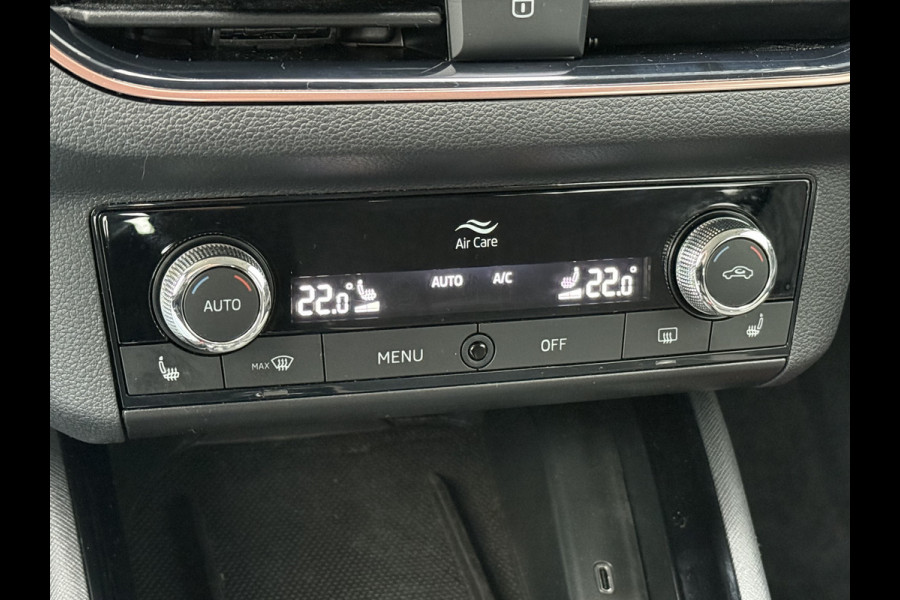 Air Care
AUTO
22.0° AUTO A/C 22.0°
MAX MENU OFF